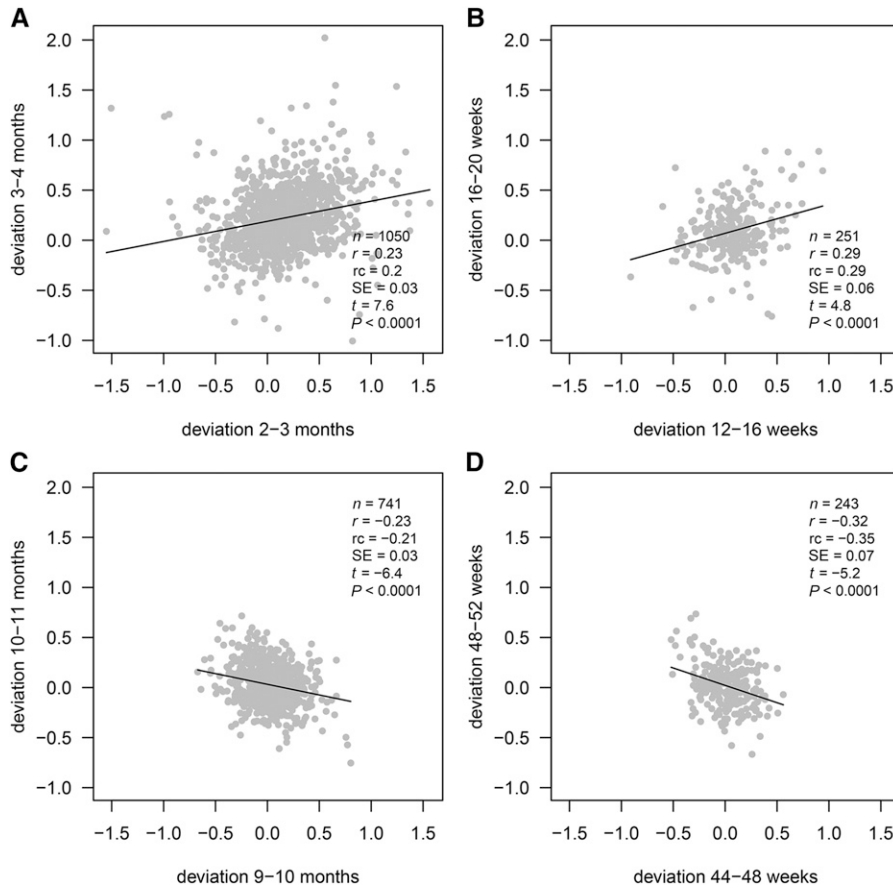 A
2.0
1.5
1.0
0.5
0.0
−0.5
−1.0
deviation 3−4 months
n = 1050
r = 0.23
rc = 0.2
SE = 0.03
t = 7.6
P < 0.0001
−1.5 −1.0 −0.5 0.0 0.5 1.0 1.5
deviation 2−3 months
B
2.0
1.5
1.0
0.5
0.0
−0.5
−1.0
deviation 16−20 weeks
n = 251
r = 0.29
rc = 0.29
SE = 0.06
t = 4.8
P < 0.0001
−1.5 −1.0 −0.5 0.0 0.5 1.0 1.5
deviation 12−16 weeks
C
2.0
1.5
1.0
0.5
0.0
−0.5
−1.0
deviation 10−11 months
n = 741
r = −0.23
rc = −0.21
SE = 0.03
t = −6.4
P < 0.0001
−1.5 −1.0 −0.5 0.0 0.5 1.0 1.5
deviation 9−10 months
D
2.0
1.5
1.0
0.5
0.0
−0.5
−1.0
deviation 48−52 weeks
n = 243
r = −0.32
rc = −0.35
SE = 0.07
t = −5.2
P < 0.0001
−1.5 −1.0 −0.5 0.0 0.5 1.0 1.5
deviation 44−48 weeks